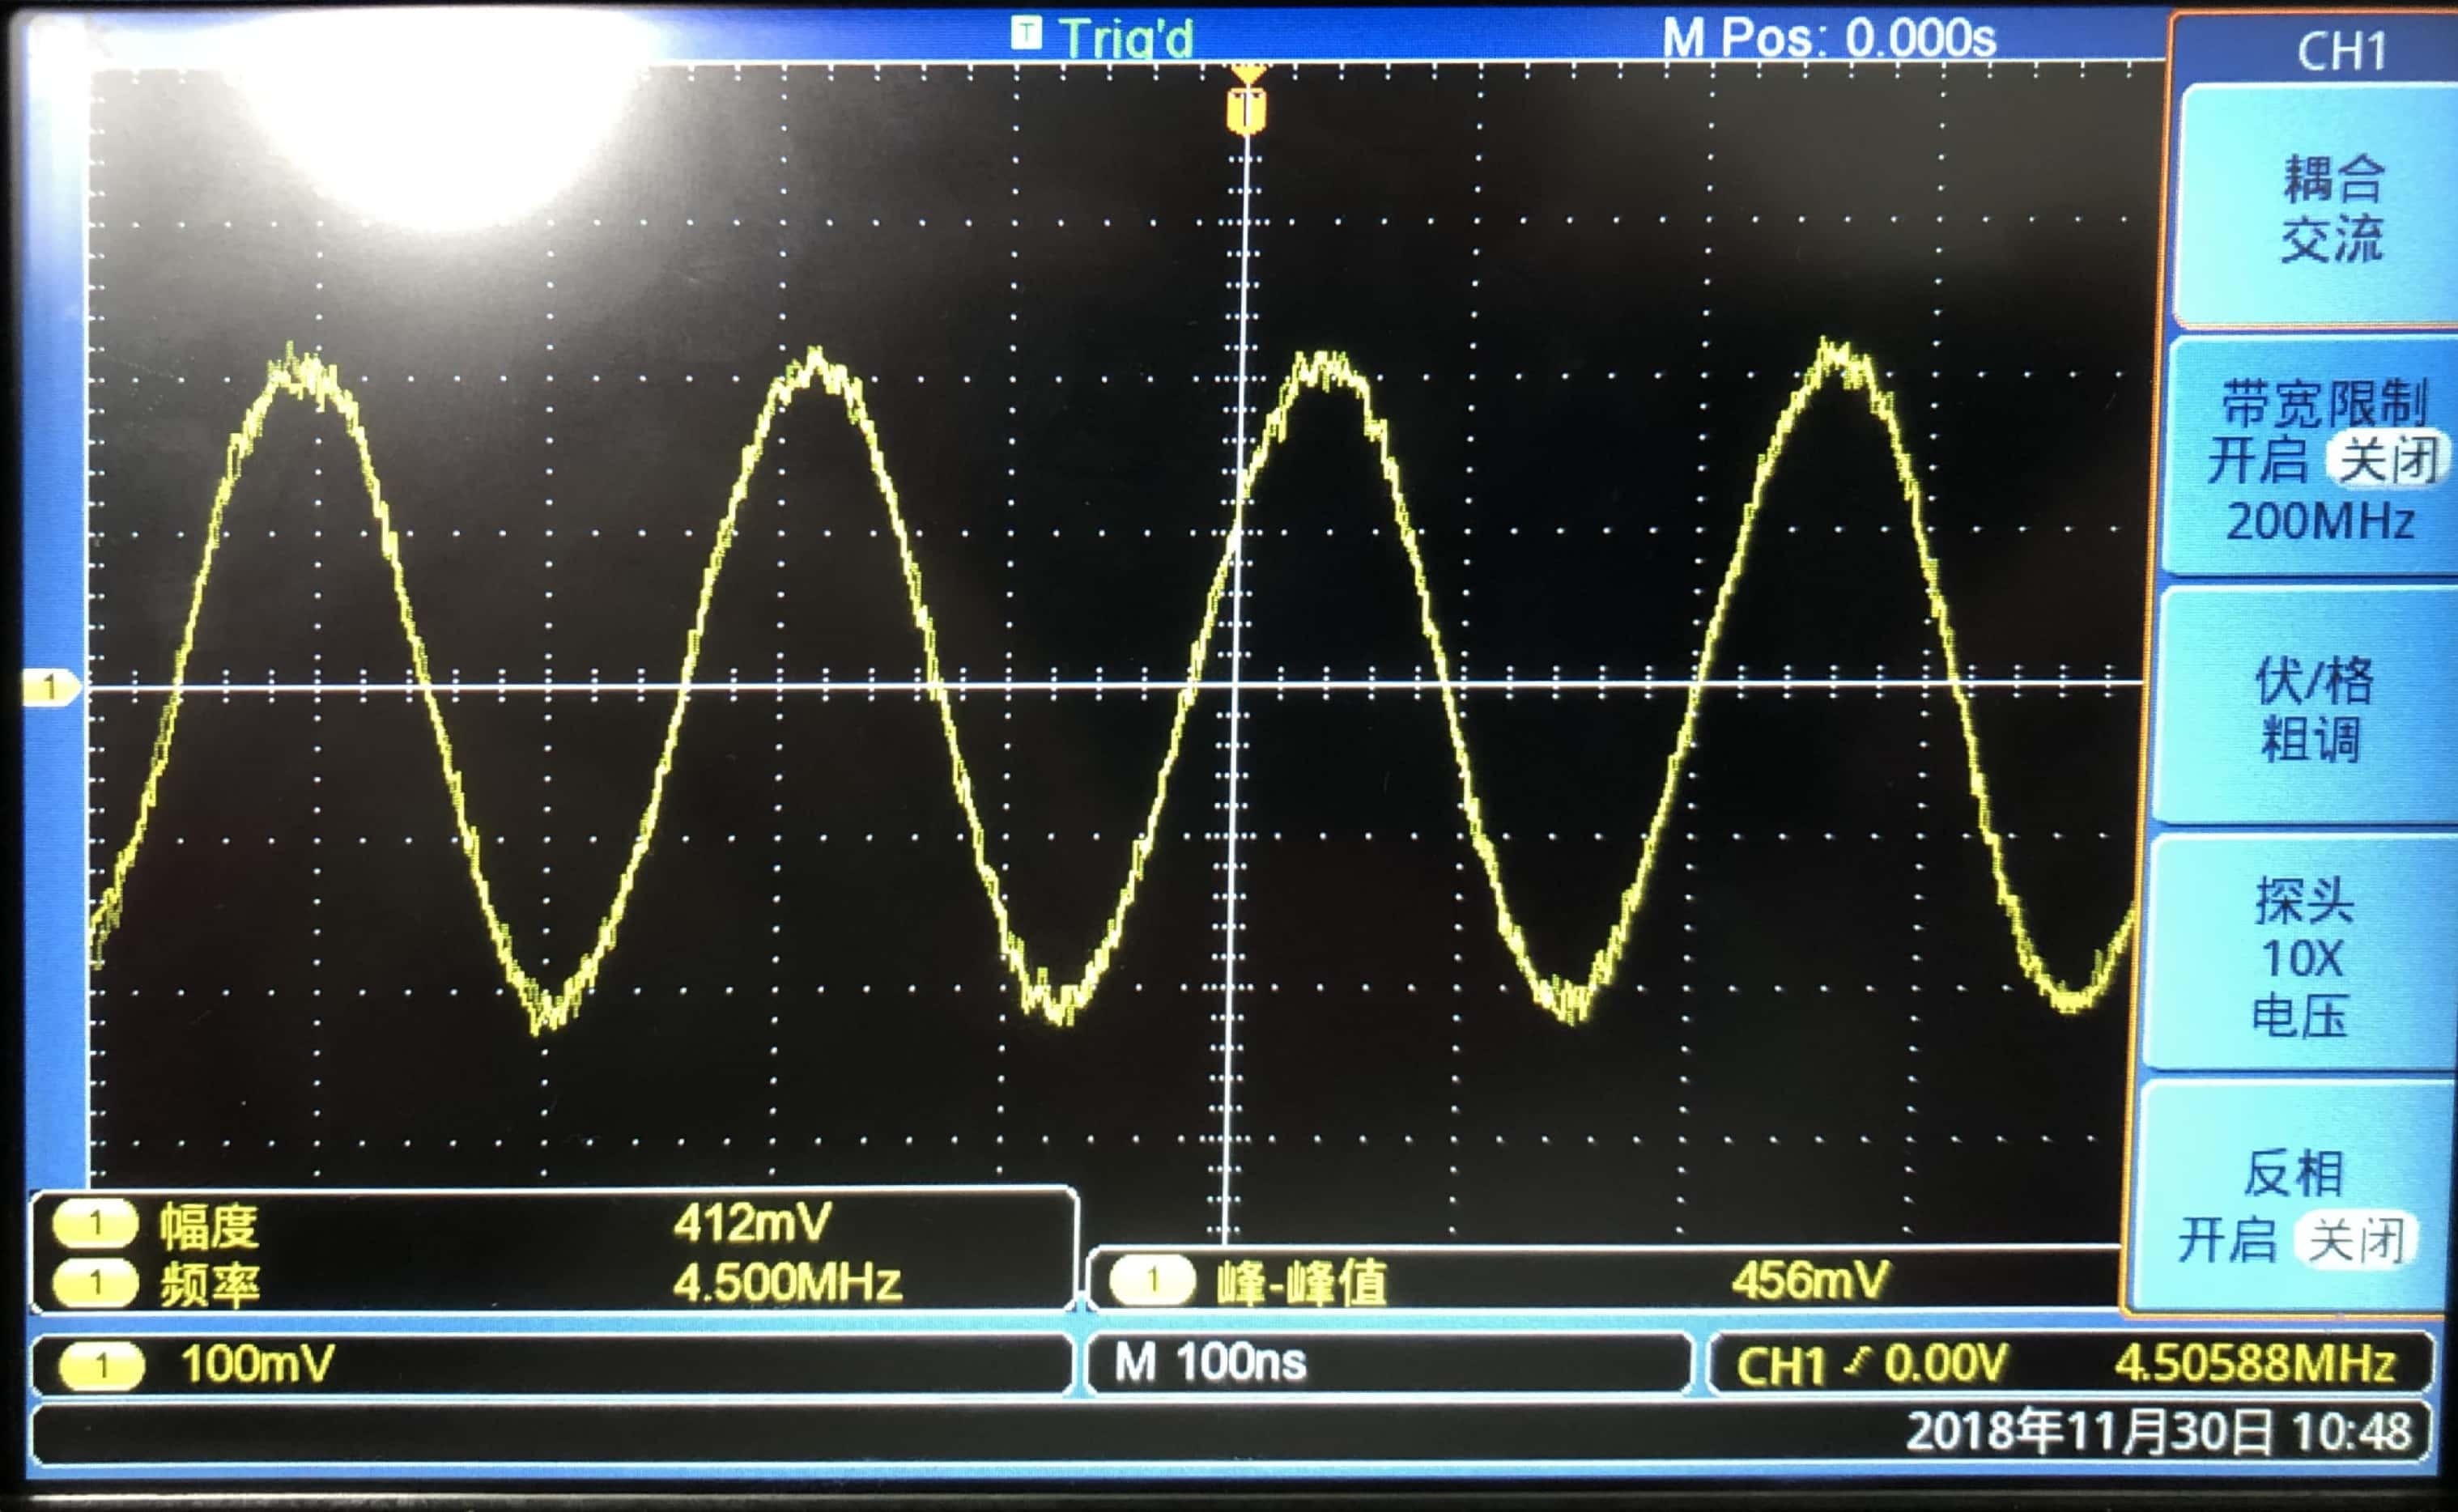 T Trig'd
M Pos: 0.000s
CH1
T
耦合
交流
带宽限制
开启 关闭
200MHz
伏/格
粗调
探头
10X
电压
反相
开启 关闭
1
1 幅度 412mV
1 频率 4.500MHz
1 峰-峰值 456mV
1 100mV
M 100ns
CH1 0.00V 4.50588MHz
2018年11月30日 10:48